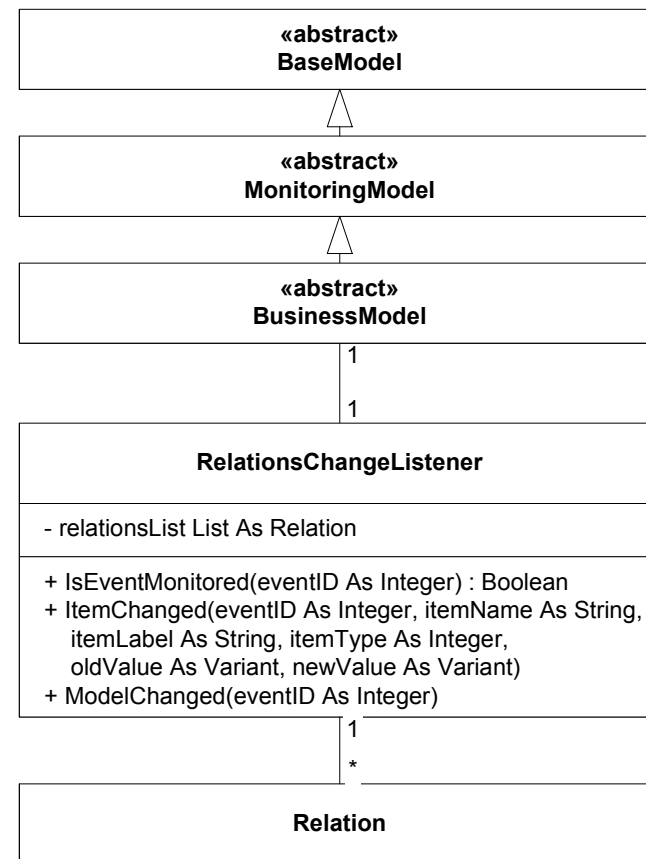 «abstract»
BaseModel
«abstract»
MonitoringModel
«abstract»
BusinessModel
1
1
RelationsChangeListener
- relationsList List As Relation
+ IsEventMonitored(eventID As Integer) : Boolean
+ ItemChanged(eventID As Integer, itemName As String,
itemLabel As String, itemType As Integer,
oldValue As Variant, newValue As Variant)
+ ModelChanged(eventID As Integer)
1
*
Relation